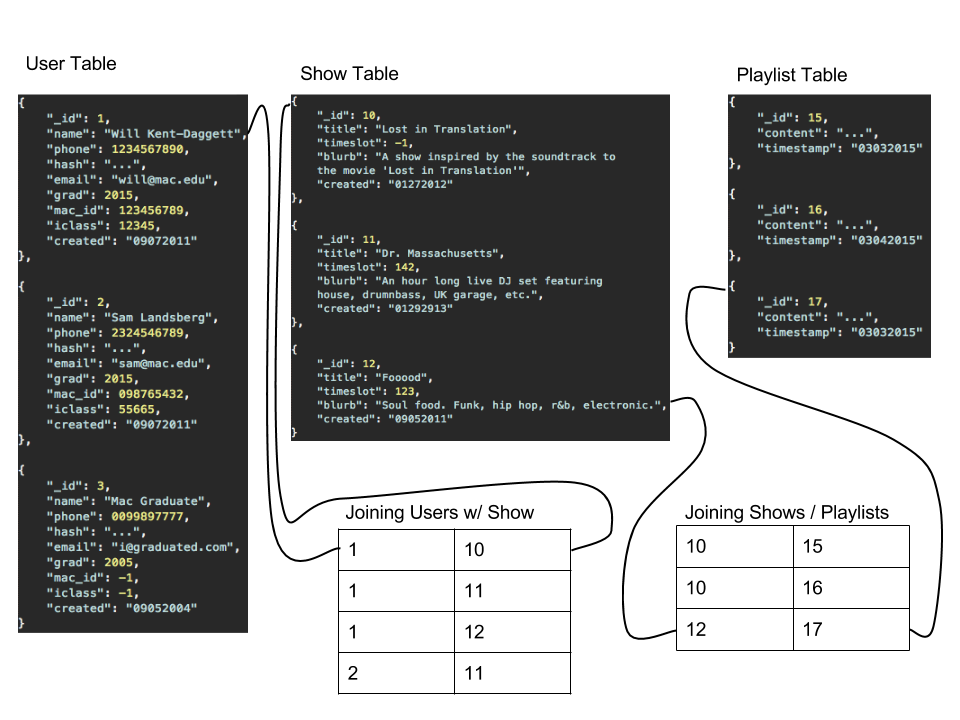 User Table
{
"_id": 1,
"name": "Will Kent-Daggett",
"phone": 1234567890,
"hash": "...",
"email": "will@mac.edu",
"grad": 2015,
"mac_id": 123456789,
"iclass": 12345,
"created": "09072011"
},
{
"_id": 2,
"name": "Sam Landsberg",
"phone": 2324546789,
"hash": "...",
"email": "sam@mac.edu",
"grad": 2015,
"mac_id": 098765432,
"iclass": 55665,
"created": "09072011"
},
{
"_id": 3,
"name": "Mac Graduate",
"phone": 0099897777,
"hash": "...",
"email": "i@graduated.com",
"grad": 2005,
"mac_id": -1,
"iclass": -1,
"created": "09052004"
}
Show Table
{
"_id": 10,
"title": "Lost in Translation",
"timeslot": -1,
"blurb": "A show inspired by the soundtrack to
the movie 'Lost in Translation'",
"created": "01272012"
},
{
"_id": 11,
"title": "Dr. Massachusetts",
"timeslot": 142,
"blurb": "An hour long live DJ set featuring
house, drumnbass, UK garage, etc.",
"created": "01292913"
},
{
"_id": 12,
"title": "Fooood",
"timeslot": 123,
"blurb": "Soul food. Funk, hip hop, r&b, electronic.",
"created": "09052011"
}
Playlist Table
{
"_id": 15,
"content": "...",
"timestamp": "03032015"
},
{
"_id": 16,
"content": "...",
"timestamp": "03042015"
},
{
"_id": 17,
"content": "...",
"timestamp": "03032015"
}
Joining Users w/ Show
1 10
1 11
1 12
2 11
Joining Shows / Playlists
10 15
10 16
12 17